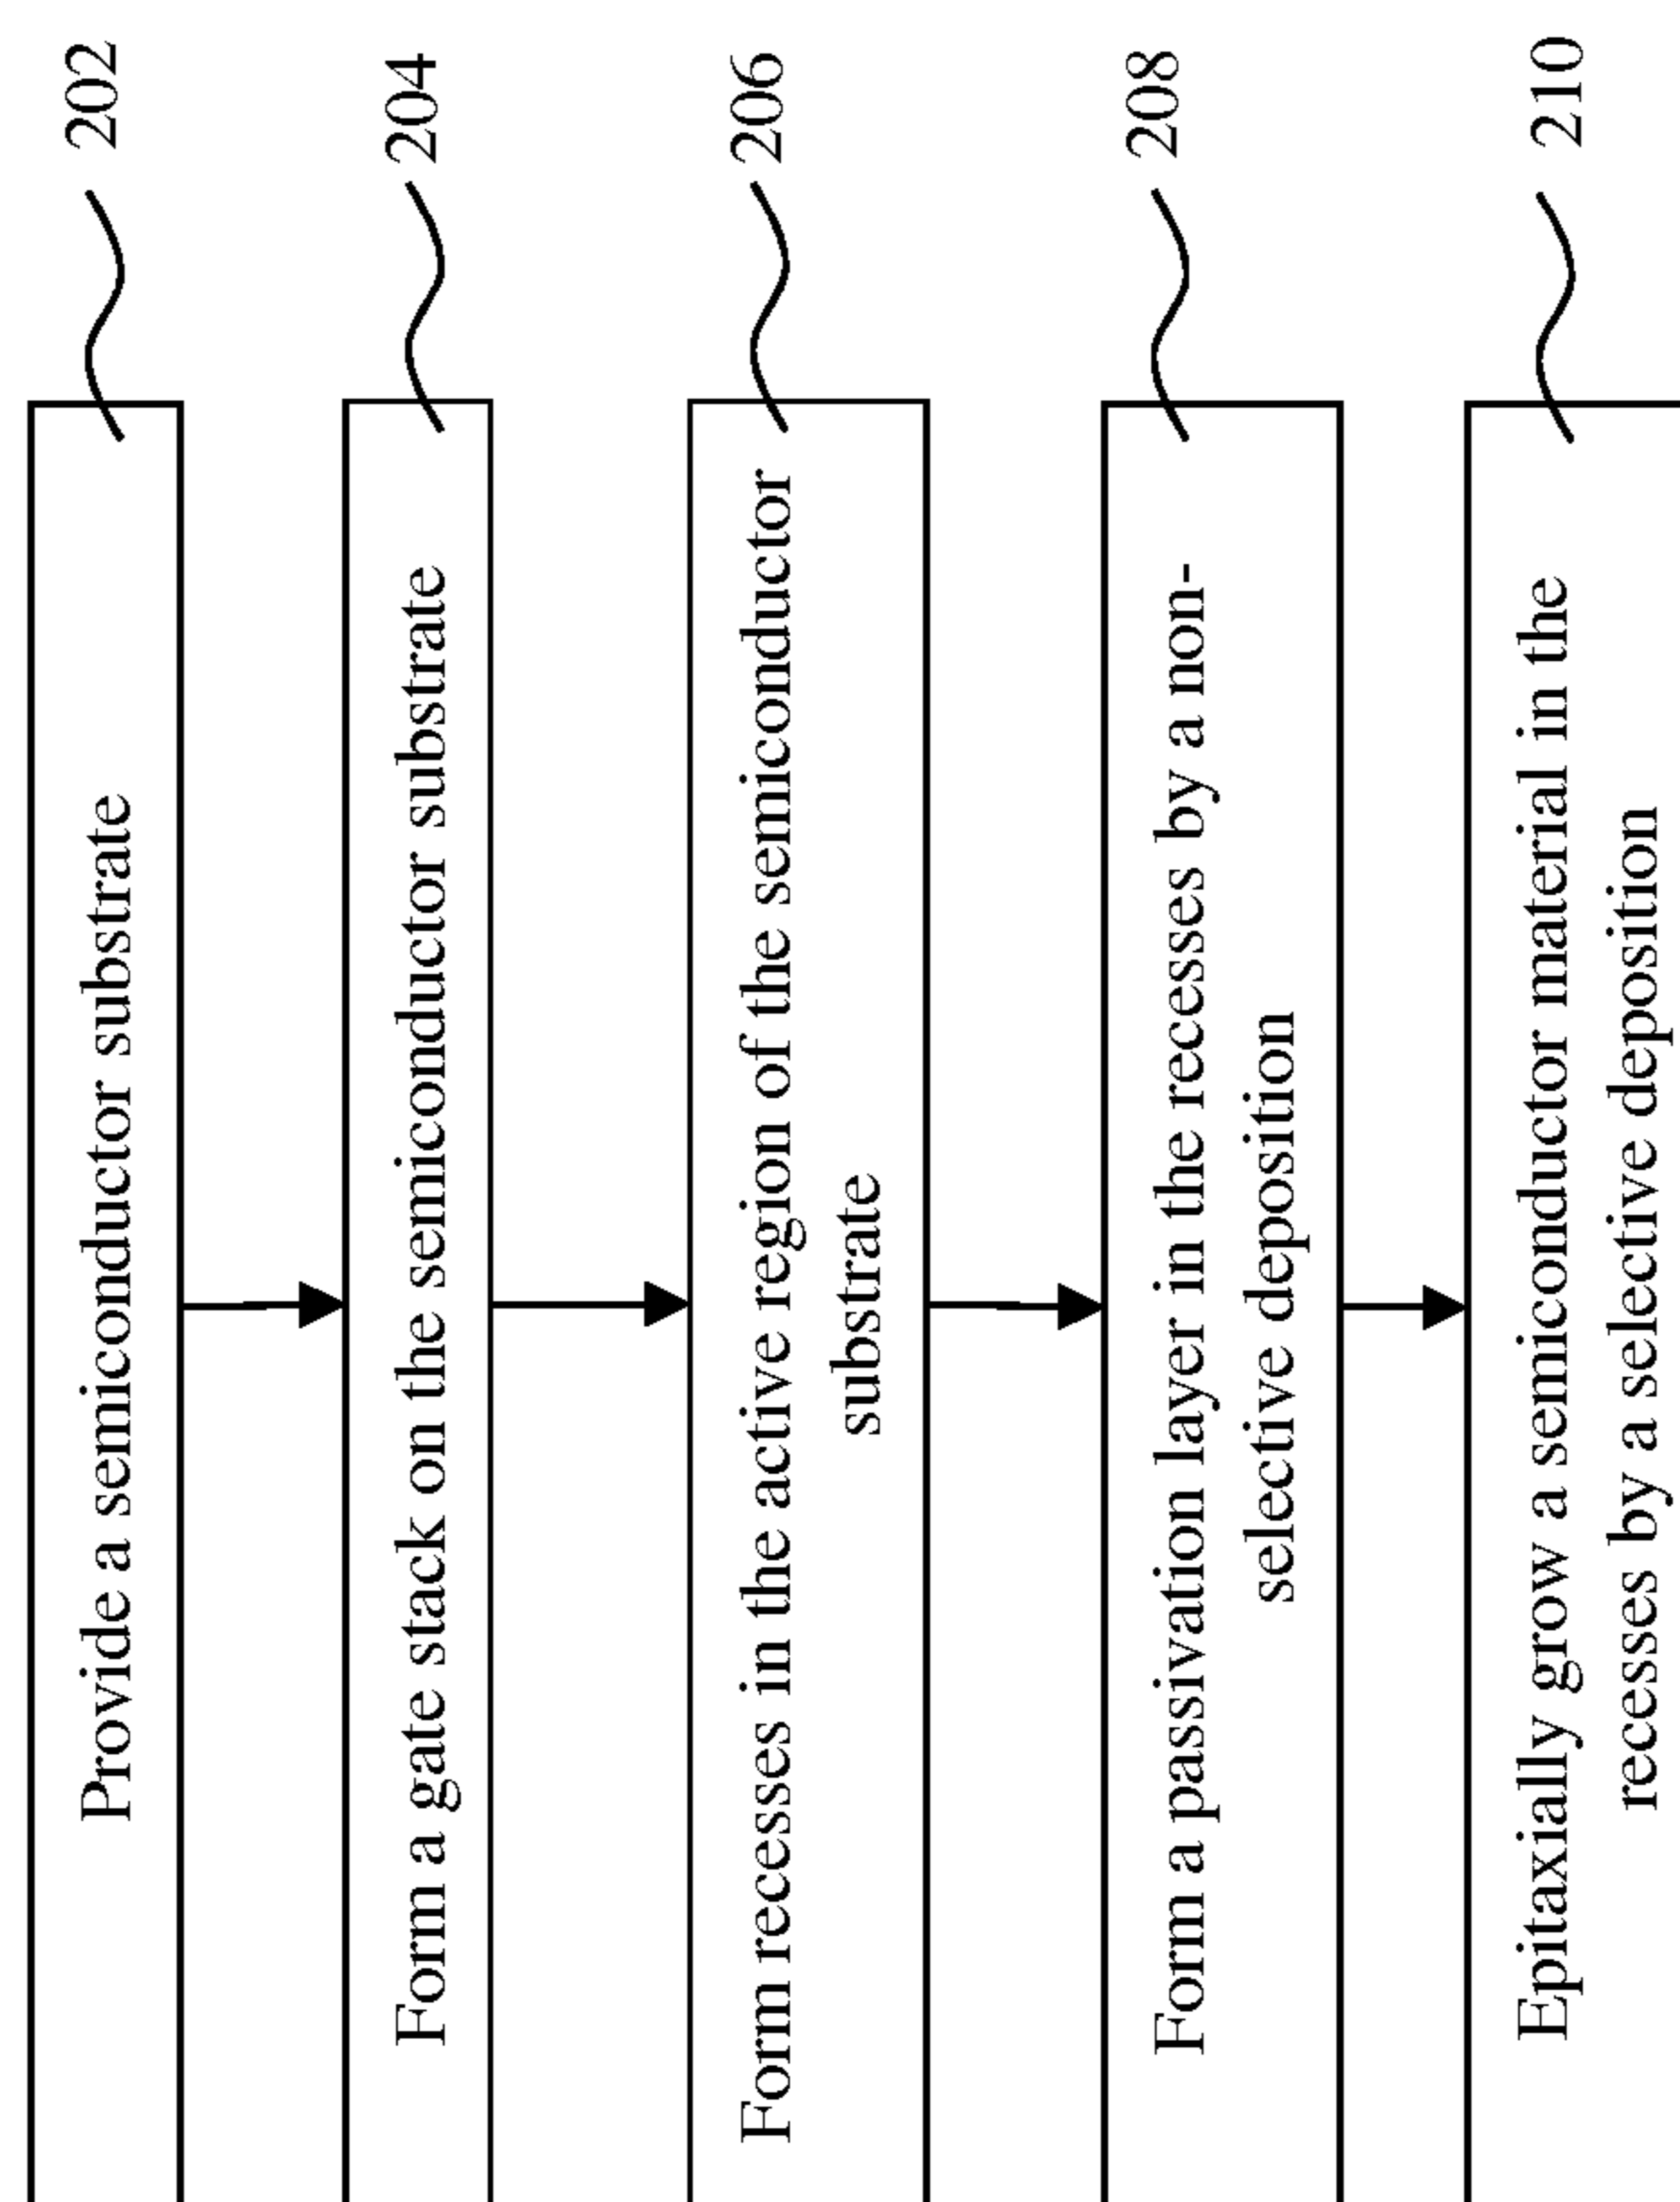 Provide a semiconductor substrate
202
Form a gate stack on the semiconductor substrate
204
Form recesses in the active region of the semiconductor
substrate
206
Form a passivation layer in the recesses by a non-
selective deposition
208
Epitaxially grow a semiconductor material in the
recesses by a selective deposition
210